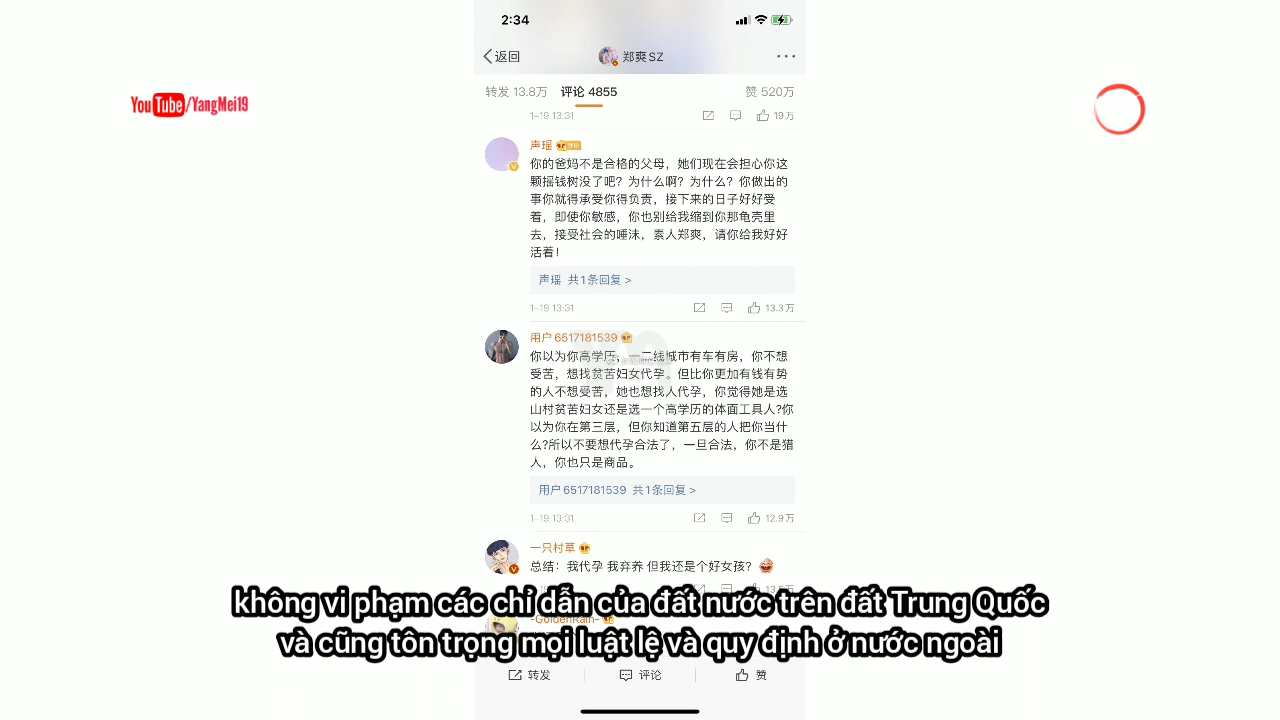 2:34
返回
郑爽SZ
转发 13.8万 评论 4855 赞 520万
YouTube/YangMei19
1-19 13:31 19万
声瑶
你的爸妈不是合格的父母，她们现在会担心你这
颗摇钱树没了吧？为什么啊？为什么？你做出的
事你就得承受你得负责，接下来的日子好好受
着，即使你敏感，你也别给我缩到你那龟壳里
去，接受社会的唾沫，素人郑爽，请你给我好好
活着！
声瑶 共1条回复 >
1-19 13:31 13.3万
用户6517181539
你以为你高学历，一二线城市有车有房，你不想
受苦，想找贫苦妇女代孕。但比你更加有钱有势
的人不想受苦，她也想找人代孕，你觉得她是选
山村贫苦妇女还是选一个高学历的体面工具人?你
以为你在第三层，但你知道第五层的人把你当什
么?所以不要想代孕合法了，一旦合法，你不是猎
人，你也只是商品。
用户6517181539 共1条回复 >
1-19 13:31 12.9万
一只村草
总结：我代孕 我弃养 但我还是个好女孩？
-GoldenRain-
không vi phạm các chỉ dẫn của đất nước trên đất Trung Quốc
và cũng tôn trọng mọi luật lệ và quy định ở nước ngoài
转发 评论 赞